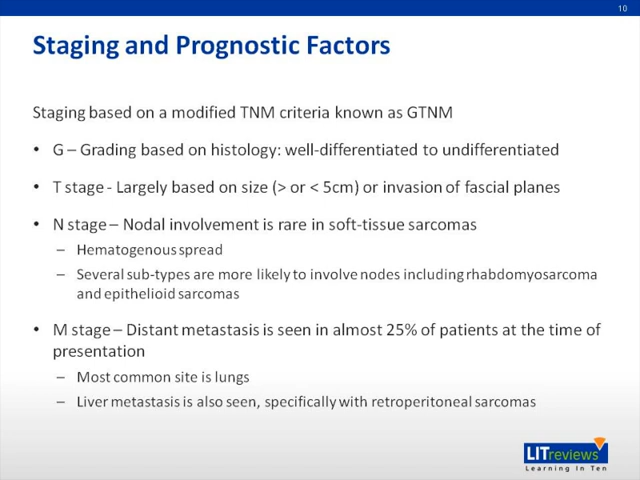 10
Staging and Prognostic Factors
Staging based on a modified TNM criteria known as GTNM
• G – Grading based on histology: well-differentiated to undifferentiated
• T stage - Largely based on size (> or < 5cm) or invasion of fascial planes
• N stage – Nodal involvement is rare in soft-tissue sarcomas
– Hematogenous spread
– Several sub-types are more likely to involve nodes including rhabdomyosarcoma
and epithelioid sarcomas
• M stage – Distant metastasis is seen in almost 25% of patients at the time of
presentation
– Most common site is lungs
– Liver metastasis is also seen, specifically with retroperitoneal sarcomas
LITreviews
Learning In Ten